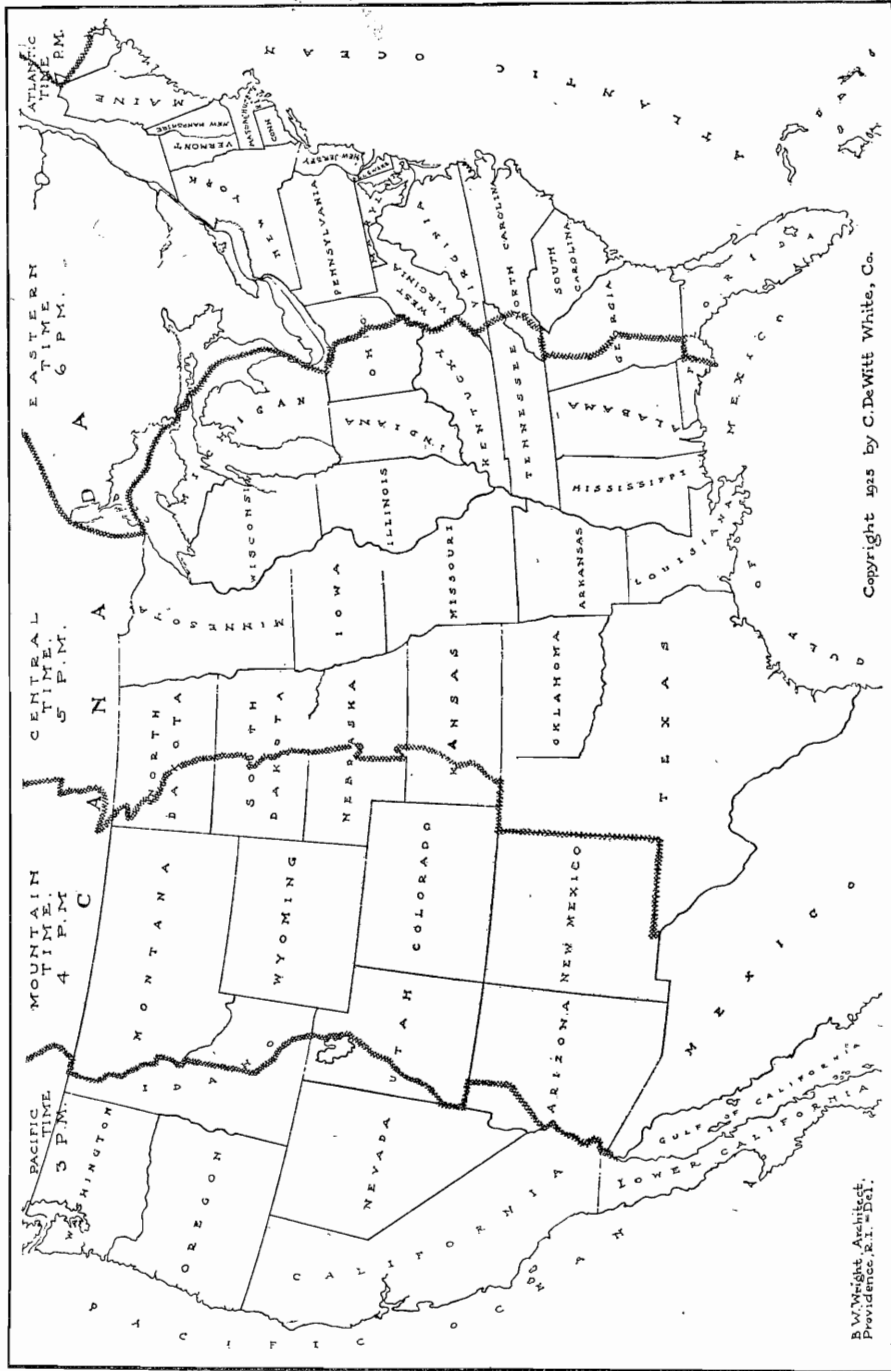 PACIFIC
TIME
3 P.M.
MOUNTAIN
TIME.
4 P.M
CENTRAL
TIME.
5 P.M.
EASTERN
TIME
6 P.M.
ATLANTIC
TIME
7 P.M.
CANADA
WASHINGTON
OREGON
CALIFORNIA
NEVADA
IDAHO
MONTANA
WYOMING
UTAH
COLORADO
ARIZONA
NEW MEXICO
NORTH
DAKOTA
SOUTH
DAKOTA
NEBRASKA
KANSAS
OKLAHOMA
TEXAS
MINNESOTA
IOWA
MISSOURI
ARKANSAS
LOUISIANA
WISCONSIN
ILLINOIS
MICHIGAN
INDIANA
OHIO
KENTUCKY
TENNESSEE
MISSISSIPPI
ALABAMA
GEORGIA
FLORIDA
SOUTH
CAROLINA
NORTH CAROLINA
VIRGINIA
WEST
VIRGINIA
PENNSYLVANIA
NEW JERSEY
NEW YORK
CONN
VERMONT
NEW HAMPSHIRE
MAINE
PACIFIC OCEAN
ATLANTIC OCEAN
GULF OF MEXICO
MEXICO
GULF OF CALIFORNIA
LOWER CALIFORNIA
B.W. Wright, Architect
Providence, R.I. = Del.
Copyright 1925 by C. DeWitt White, Co.